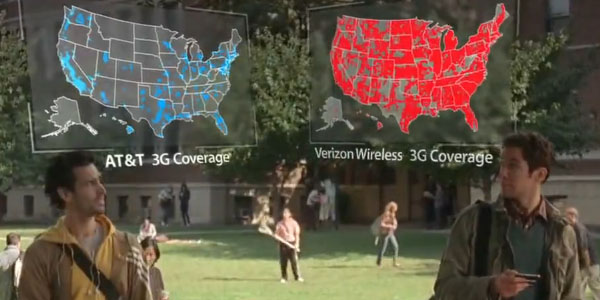 AT&T 3G Coverage
Verizon Wireless 3G Coverage